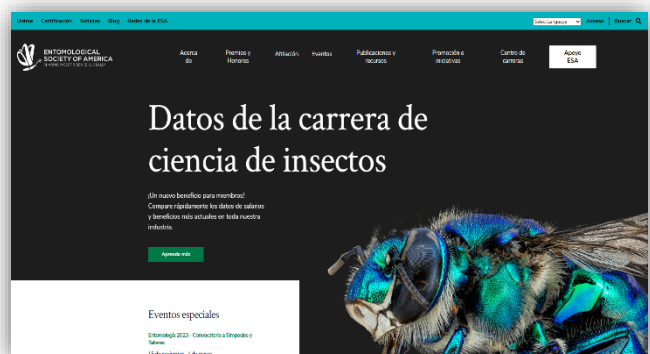 Unirse Certificación Noticias Blog Redes de la ESA
Select Language Acceso Buscar
ENTOMOLOGICAL
SOCIETY OF AMERICA
Acerca
de
Premios y
Honores
Afiliación
Eventos
Publicaciones y
recursos
Promoción e
iniciativas
Centro de
carreras
Apoyo
ESA
Datos de la carrera de
ciencia de insectos
¡Un nuevo beneficio para miembros!
Compare rápidamente los datos de salarios
y beneficios más actuales en toda nuestra
industria.
Aprende más
Eventos especiales
Entomología 2023 - Convocatoria a Simposios y
Talleres